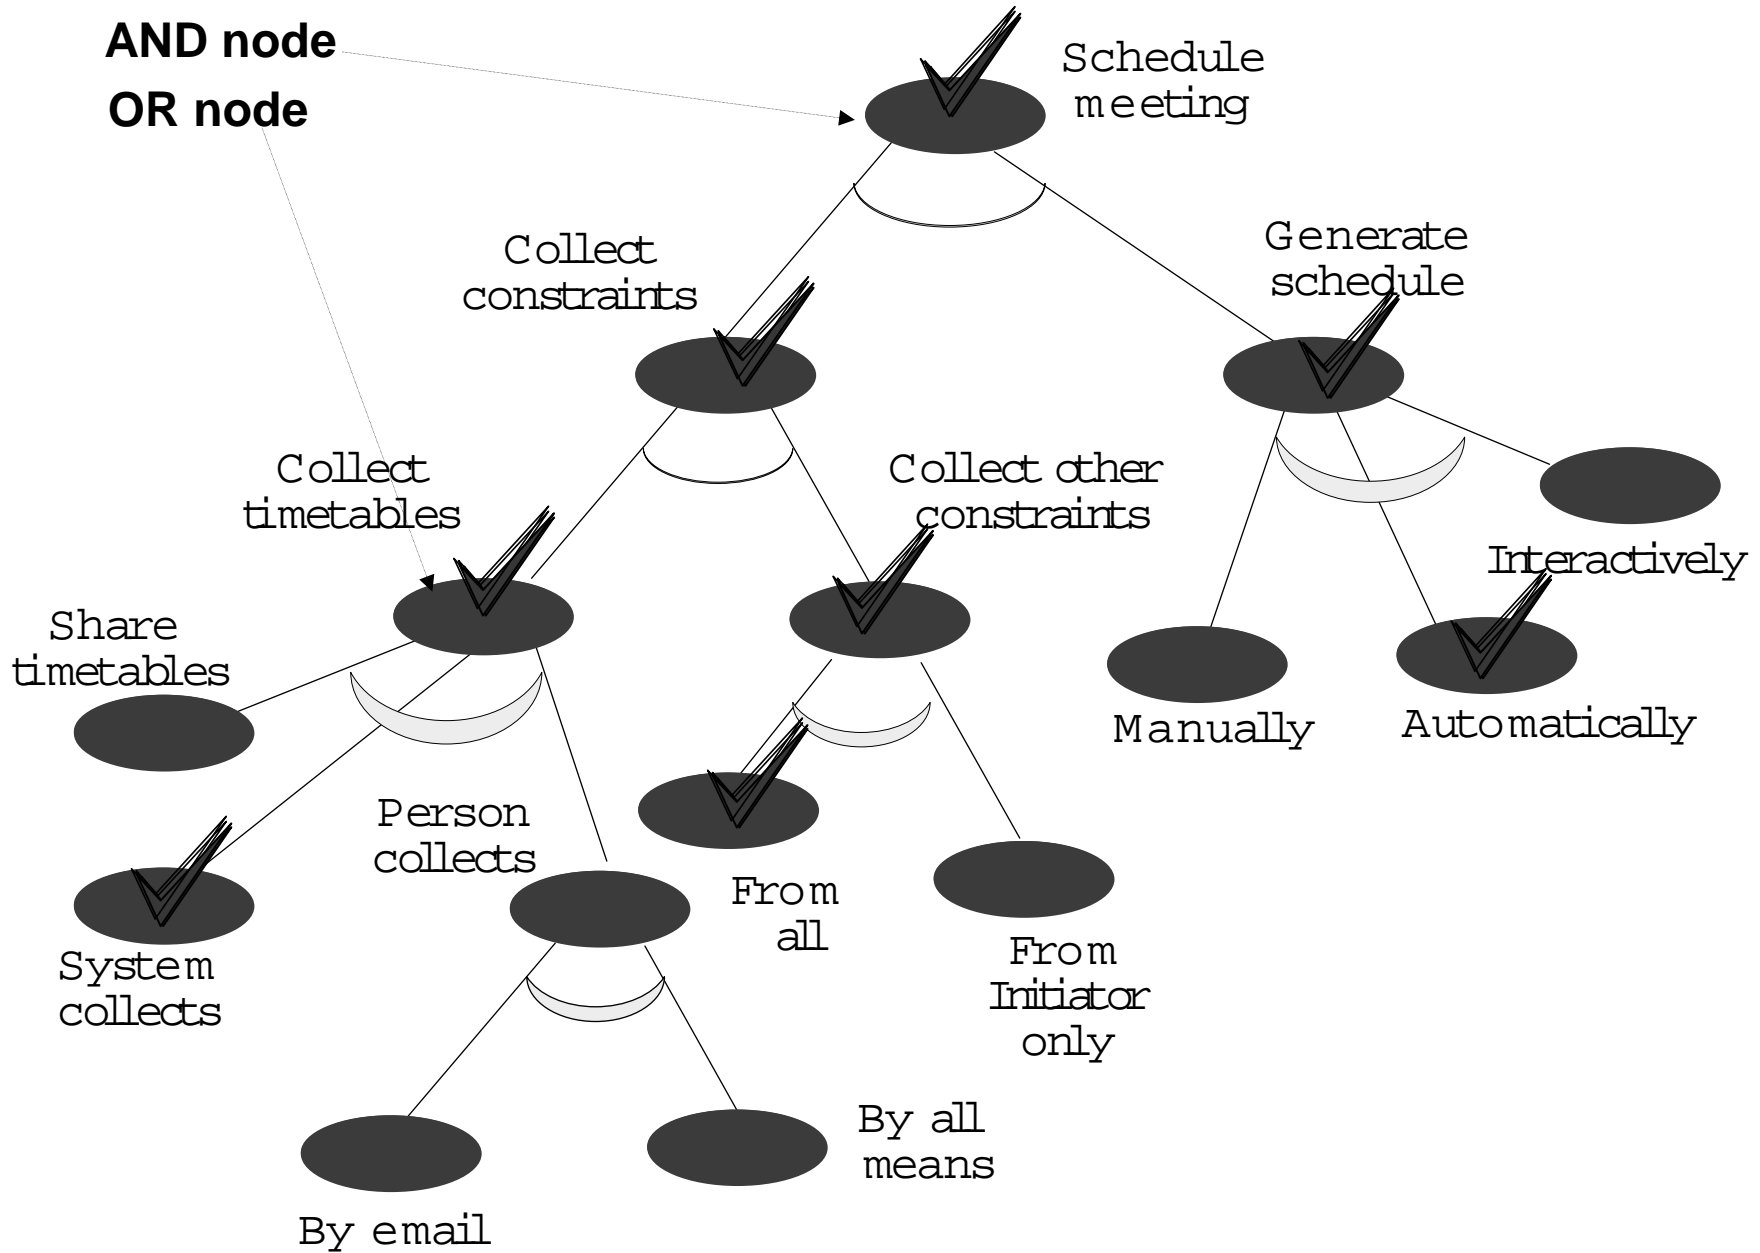 AND node
OR node
Schedule
meeting
Collect
constraints
Generate
schedule
Collect
timetables
Collect other
constraints
Interactively
Share
timetables
Manually
Automatically
Person
collects
From
all
From
Initiator
only
System
collects
By all
means
By email